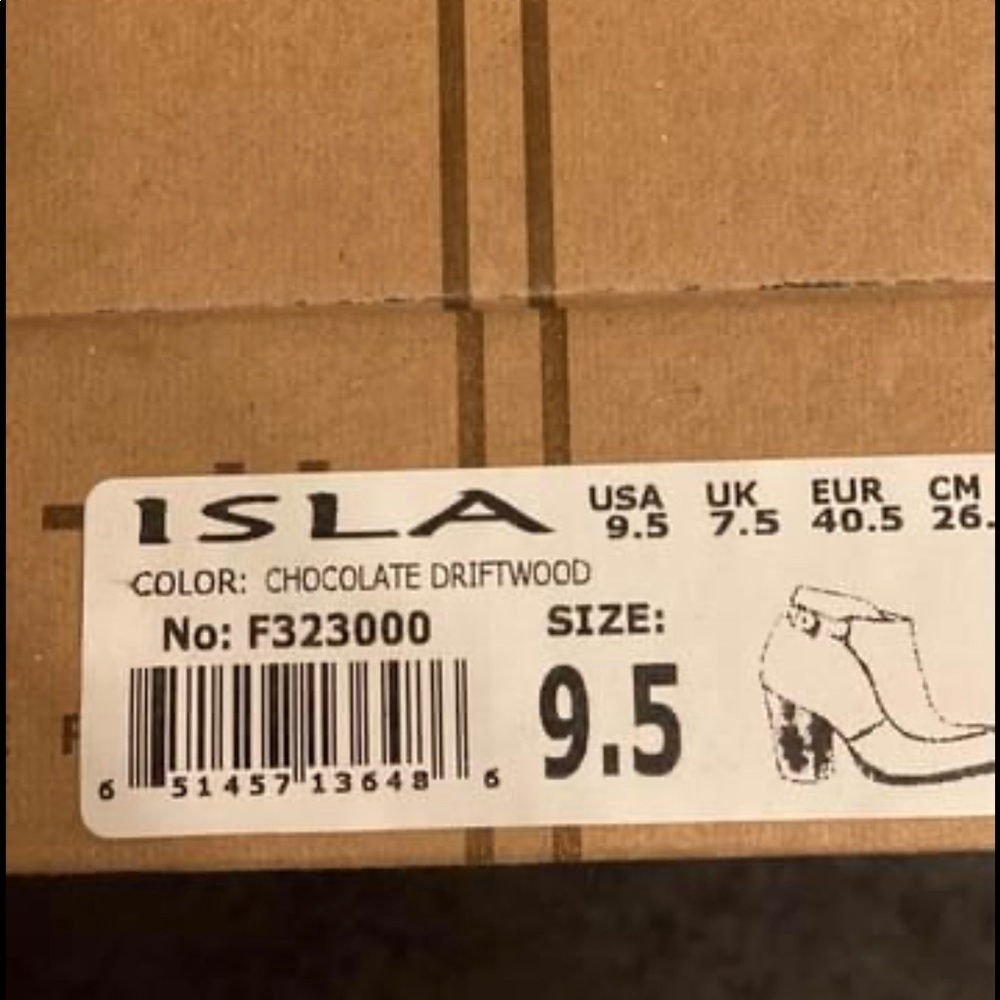 ISLA
USA UK EUR CM
9.5 7.5 40.5 26.
COLOR: CHOCOLATE DRIFTWOOD
No: F323000
SIZE:
9.5
6 51457 13648 6